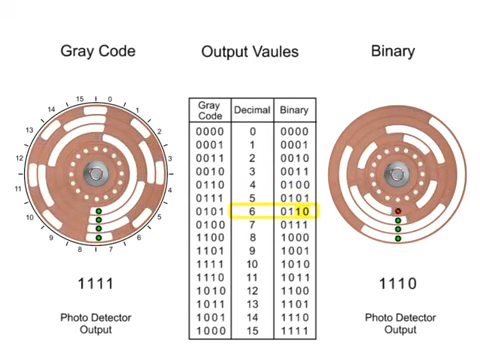 Gray Code
Output Vaules
Binary
Gray Code Decimal Binary
0000 0 0000
0001 1 0001
0011 2 0010
0010 3 0011
0110 4 0100
0111 5 0101
0101 6 0110
0100 7 0111
1100 8 1000
1101 9 1001
1111 10 1010
1110 11 1011
1010 12 1100
1011 13 1101
1001 14 1110
1000 15 1111
0
1
2
3
4
5
6
7
8
9
10
11
12
13
14
15
1111
Photo Detector
Output
1110
Photo Detector
Output